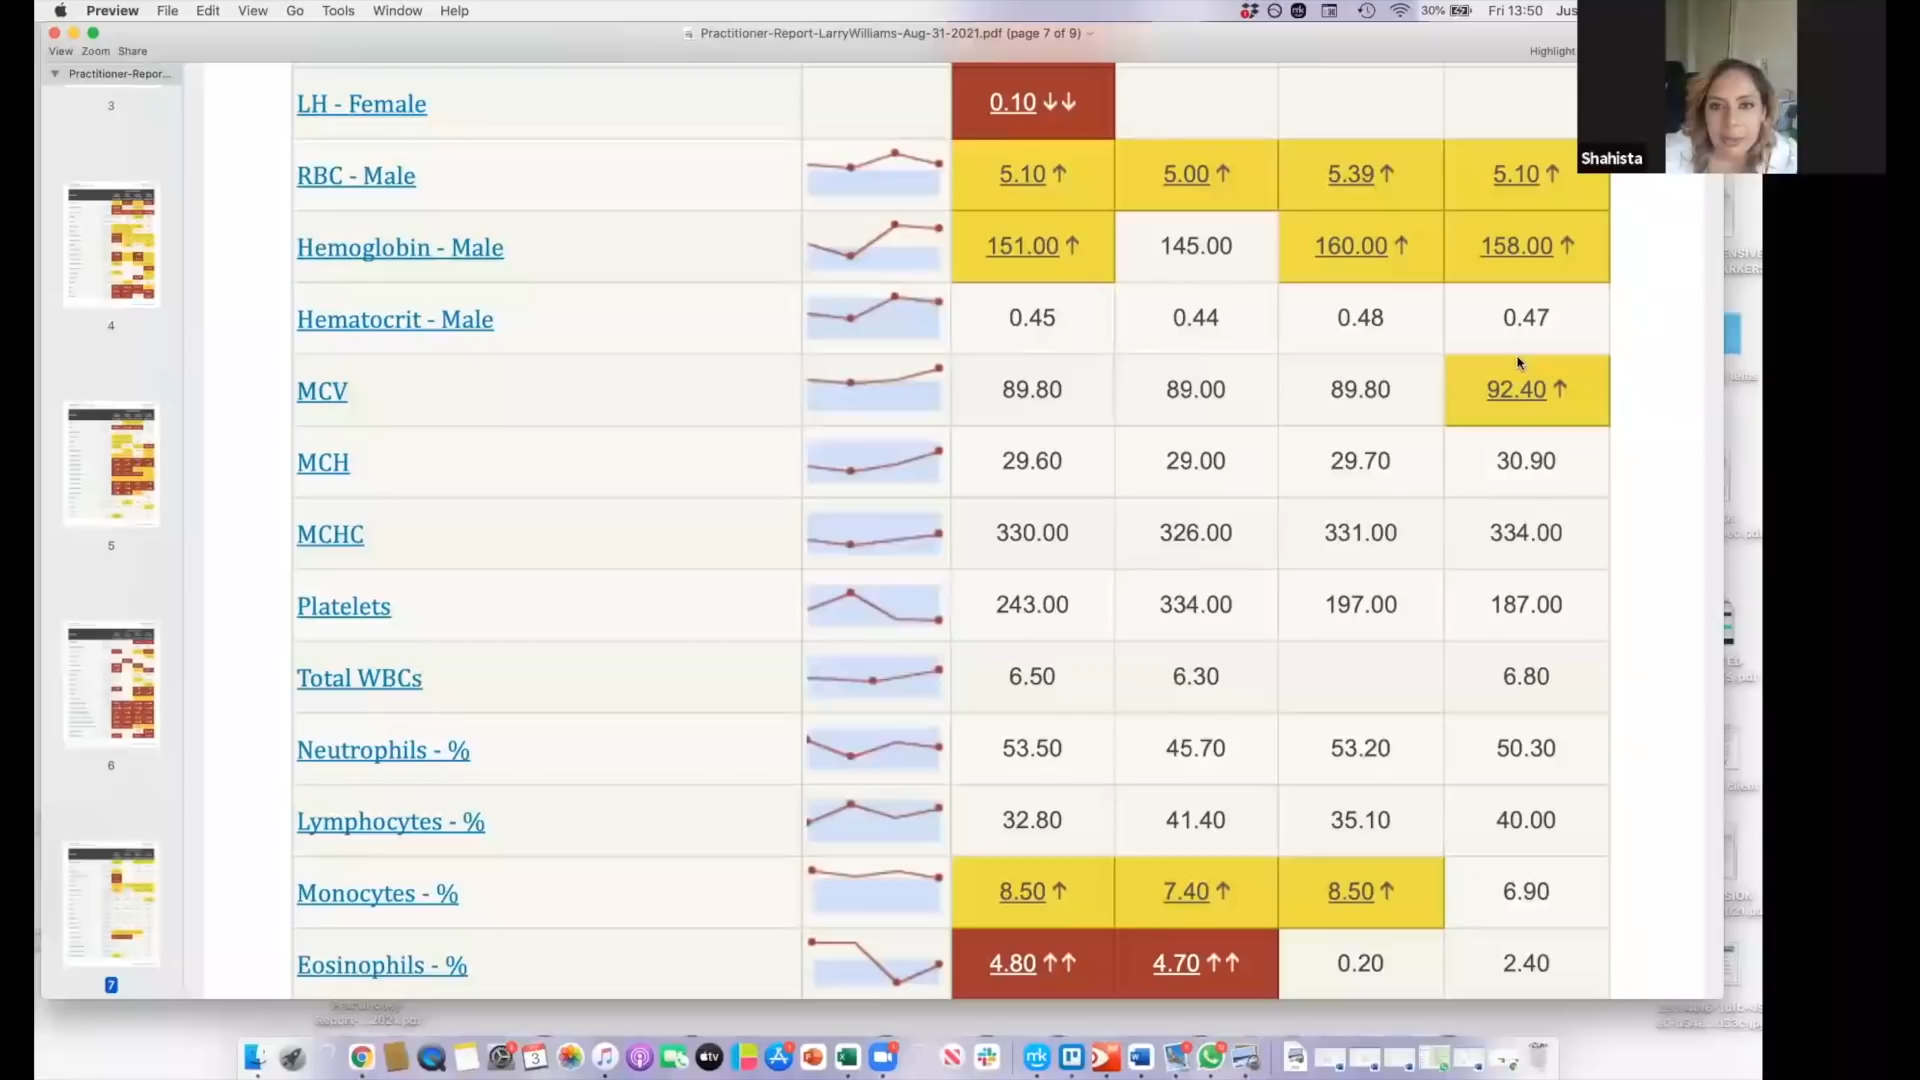 Preview File Edit View Go Tools Window Help 30% Fri 13:50 Jus
Practitioner-Report-LarryWilliams-Aug-31-2021.pdf (page 7 of 9)
View Zoom Share Highlight
Practitioner-Repor...
3
4
5
6
7
LH - Female 0.10 ↓↓
RBC - Male 5.10 ↑ 5.00 ↑ 5.39 ↑ 5.10 ↑
Hemoglobin - Male 151.00 ↑ 145.00 160.00 ↑ 158.00 ↑
Hematocrit - Male 0.45 0.44 0.48 0.47
MCV 89.80 89.00 89.80 92.40 ↑
MCH 29.60 29.00 29.70 30.90
MCHC 330.00 326.00 331.00 334.00
Platelets 243.00 334.00 197.00 187.00
Total WBCs 6.50 6.30 6.80
Neutrophils - % 53.50 45.70 53.20 50.30
Lymphocytes - % 32.80 41.40 35.10 40.00
Monocytes - % 8.50 ↑ 7.40 ↑ 8.50 ↑ 6.90
Eosinophils - % 4.80 ↑↑ 4.70 ↑↑ 0.20 2.40
Shahista
3
tv
mk